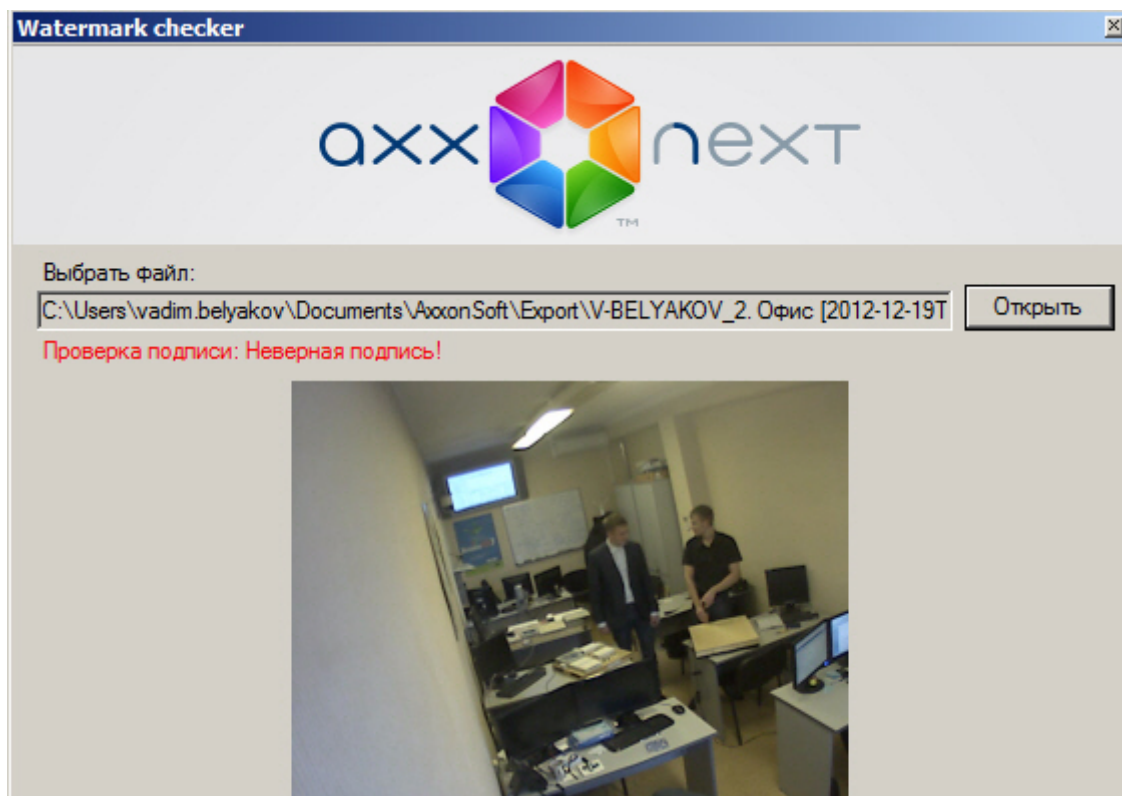 Watermark checker
axx next
TM
Выбрать файл:
C:\Users\vadim.belyakov\Documents\AxxonSoft\Export\V-BELYAKOV_2. Офис [2012-12-19T
Открыть
Проверка подписи: Неверная подпись!